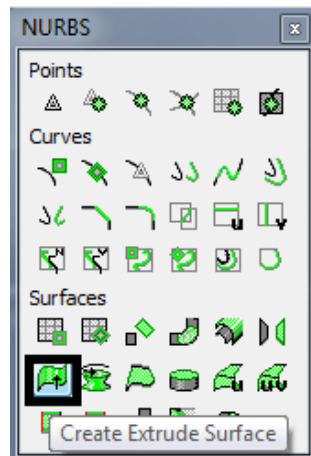 NURBS
Points
Curves
Surfaces
Create Extrude Surface